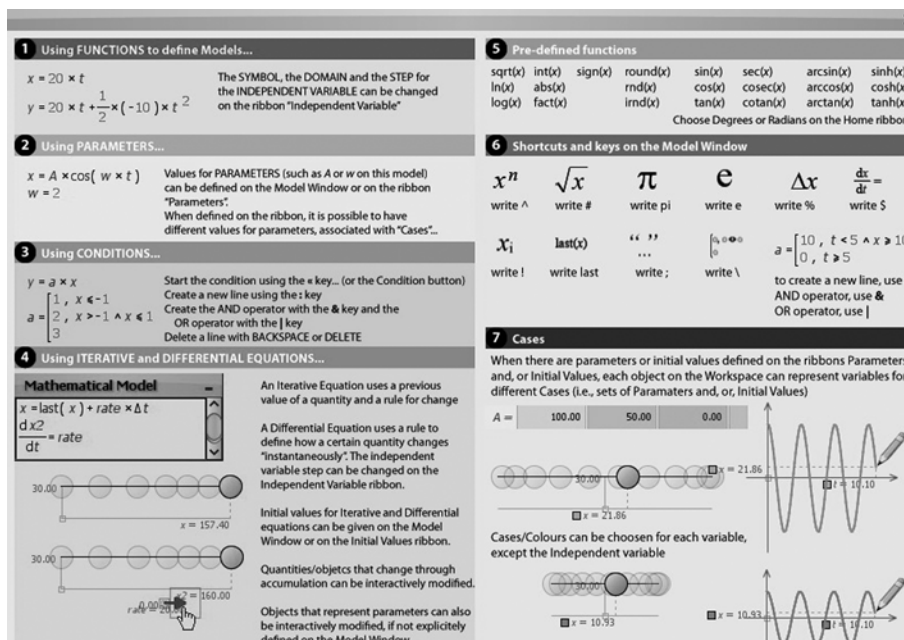 1 Using FUNCTIONS to define Models...
x = 20 × t
y = 20 × t + 1/2 × (-10) × t ^2
The SYMBOL, the DOMAIN and the STEP for
the INDEPENDENT VARIABLE can be changed
on the ribbon "Independent Variable"
2 Using PARAMETERS...
x = A × cos( w × t )
w = 2
Values for PARAMETERS (such as A or w on this model)
can be defined on the Model Window or on the ribbon
"Parameters".
When defined on the ribbon, it is possible to have
different values for parameters, associated with "Cases"...
3 Using CONDITIONS...
y = a × x
a = [1 , x ⩽ -1
2 , x > -1 ∧ x ⩽ 1
3
Start the condition using the « key... (or the Condition button)
Create a new line using the : key
Create the AND operator with the & key and the
OR operator with the | key
Delete a line with BACKSPACE or DELETE
4 Using ITERATIVE and DIFFERENTIAL EQUATIONS...
Mathematical Model
x = last( x ) + rate × Δt
d x2
dt = rate
30.00
x = 157.40
30.00
x2 = 160.00
0.00
rate = 20.00
An Iterative Equation uses a previous
value of a quantity and a rule for change
A Differential Equation uses a rule to
define how a certain quantity changes
"instantaneously". The independent
variable step can be changed on the
Independent Variable ribbon.
Initial values for Iterative and Differential
equations can be given on the Model
Window or on the Initial Values ribbon.
Quantities/objetcs that change through
accumulation can be interactively modified.
Objects that represent parameters can also
be interactively modified, if not explicitely
defined on the Model Window
5 Pre-defined functions
sqrt(x) int(x) sign(x) round(x) sin(x) sec(x) arcsin(x) sinh(x)
ln(x) abs(x) rnd(x) cos(x) cosec(x) arccos(x) cosh(x
log(x) fact(x) irnd(x) tan(x) cotan(x) arctan(x) tanh(x
Choose Degrees or Radians on the Home ribbon
6 Shortcuts and keys on the Model Window
xⁿ √x π e Δx dx/dt =
write ^ write # write pi write e write % write $
xᵢ last(x) “ ” ...
write ! write last write ; write \
a = [10 , t < 5 ∧ x ⩾ 10
0 , t ⩾ 5
to create a new line, use
AND operator, use &
OR operator, use |
7 Cases
When there are parameters or initial values defined on the ribbons Parameters
and, or Initial Values, each object on the Workspace can represent variables for
different Cases (i.e., sets of Paramaters and, or, Initial Values)
A = 100.00 50.00 0.00
30.00
x = 21.86
x = 21.86
t = 10.10
Cases/Colours can be choosen for each variable,
except the Independent variable
30.00
x = 10.93
x = 10.93
t = 10.10